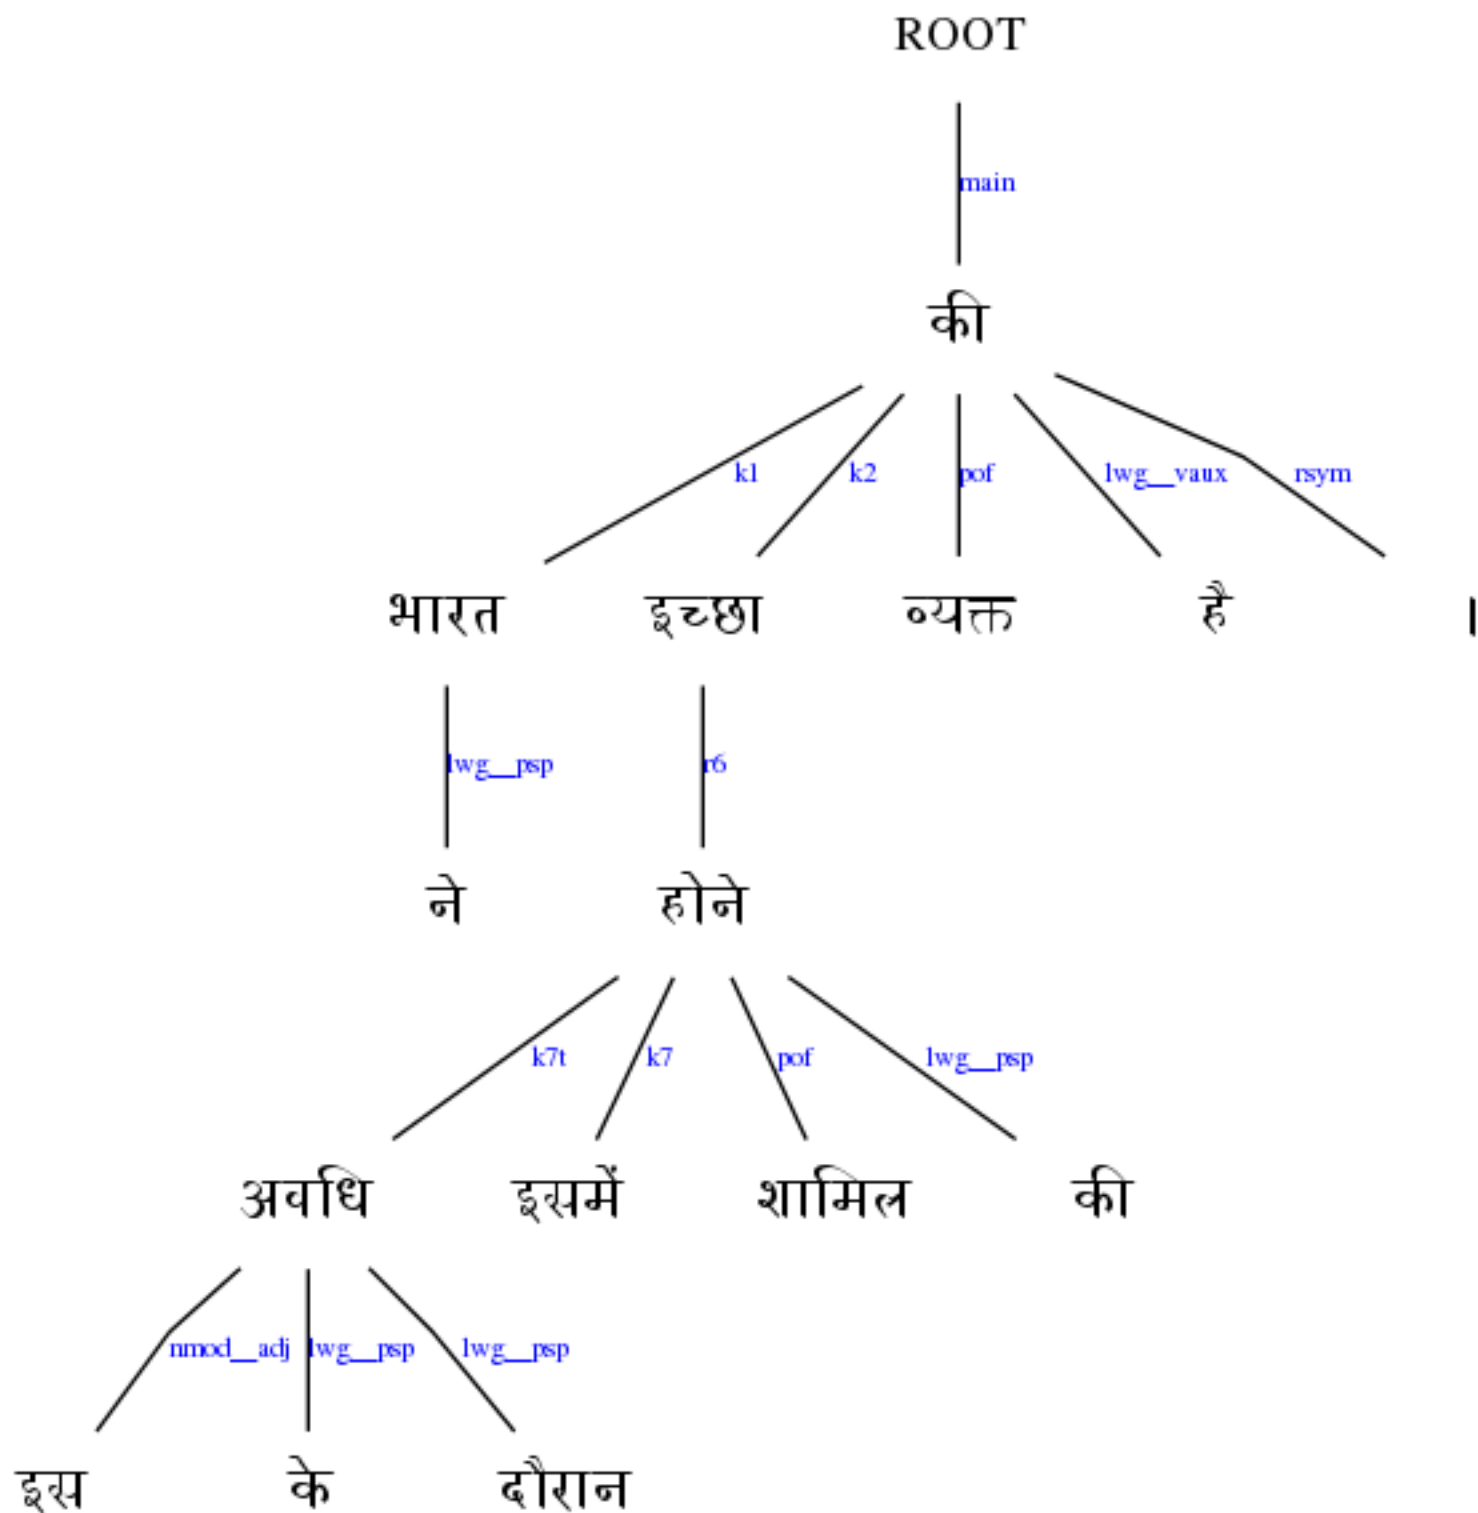 ROOT
main
की
k1 k2 pof lwg__vaux rsym
भारत इच्छा व्यक्त है ।
lwg__psp r6
ने होने
k7t k7 pof lwg__psp
अवधि इसमें शामिल की
nmod__adj lwg__psp lwg__psp
इस के दौरान